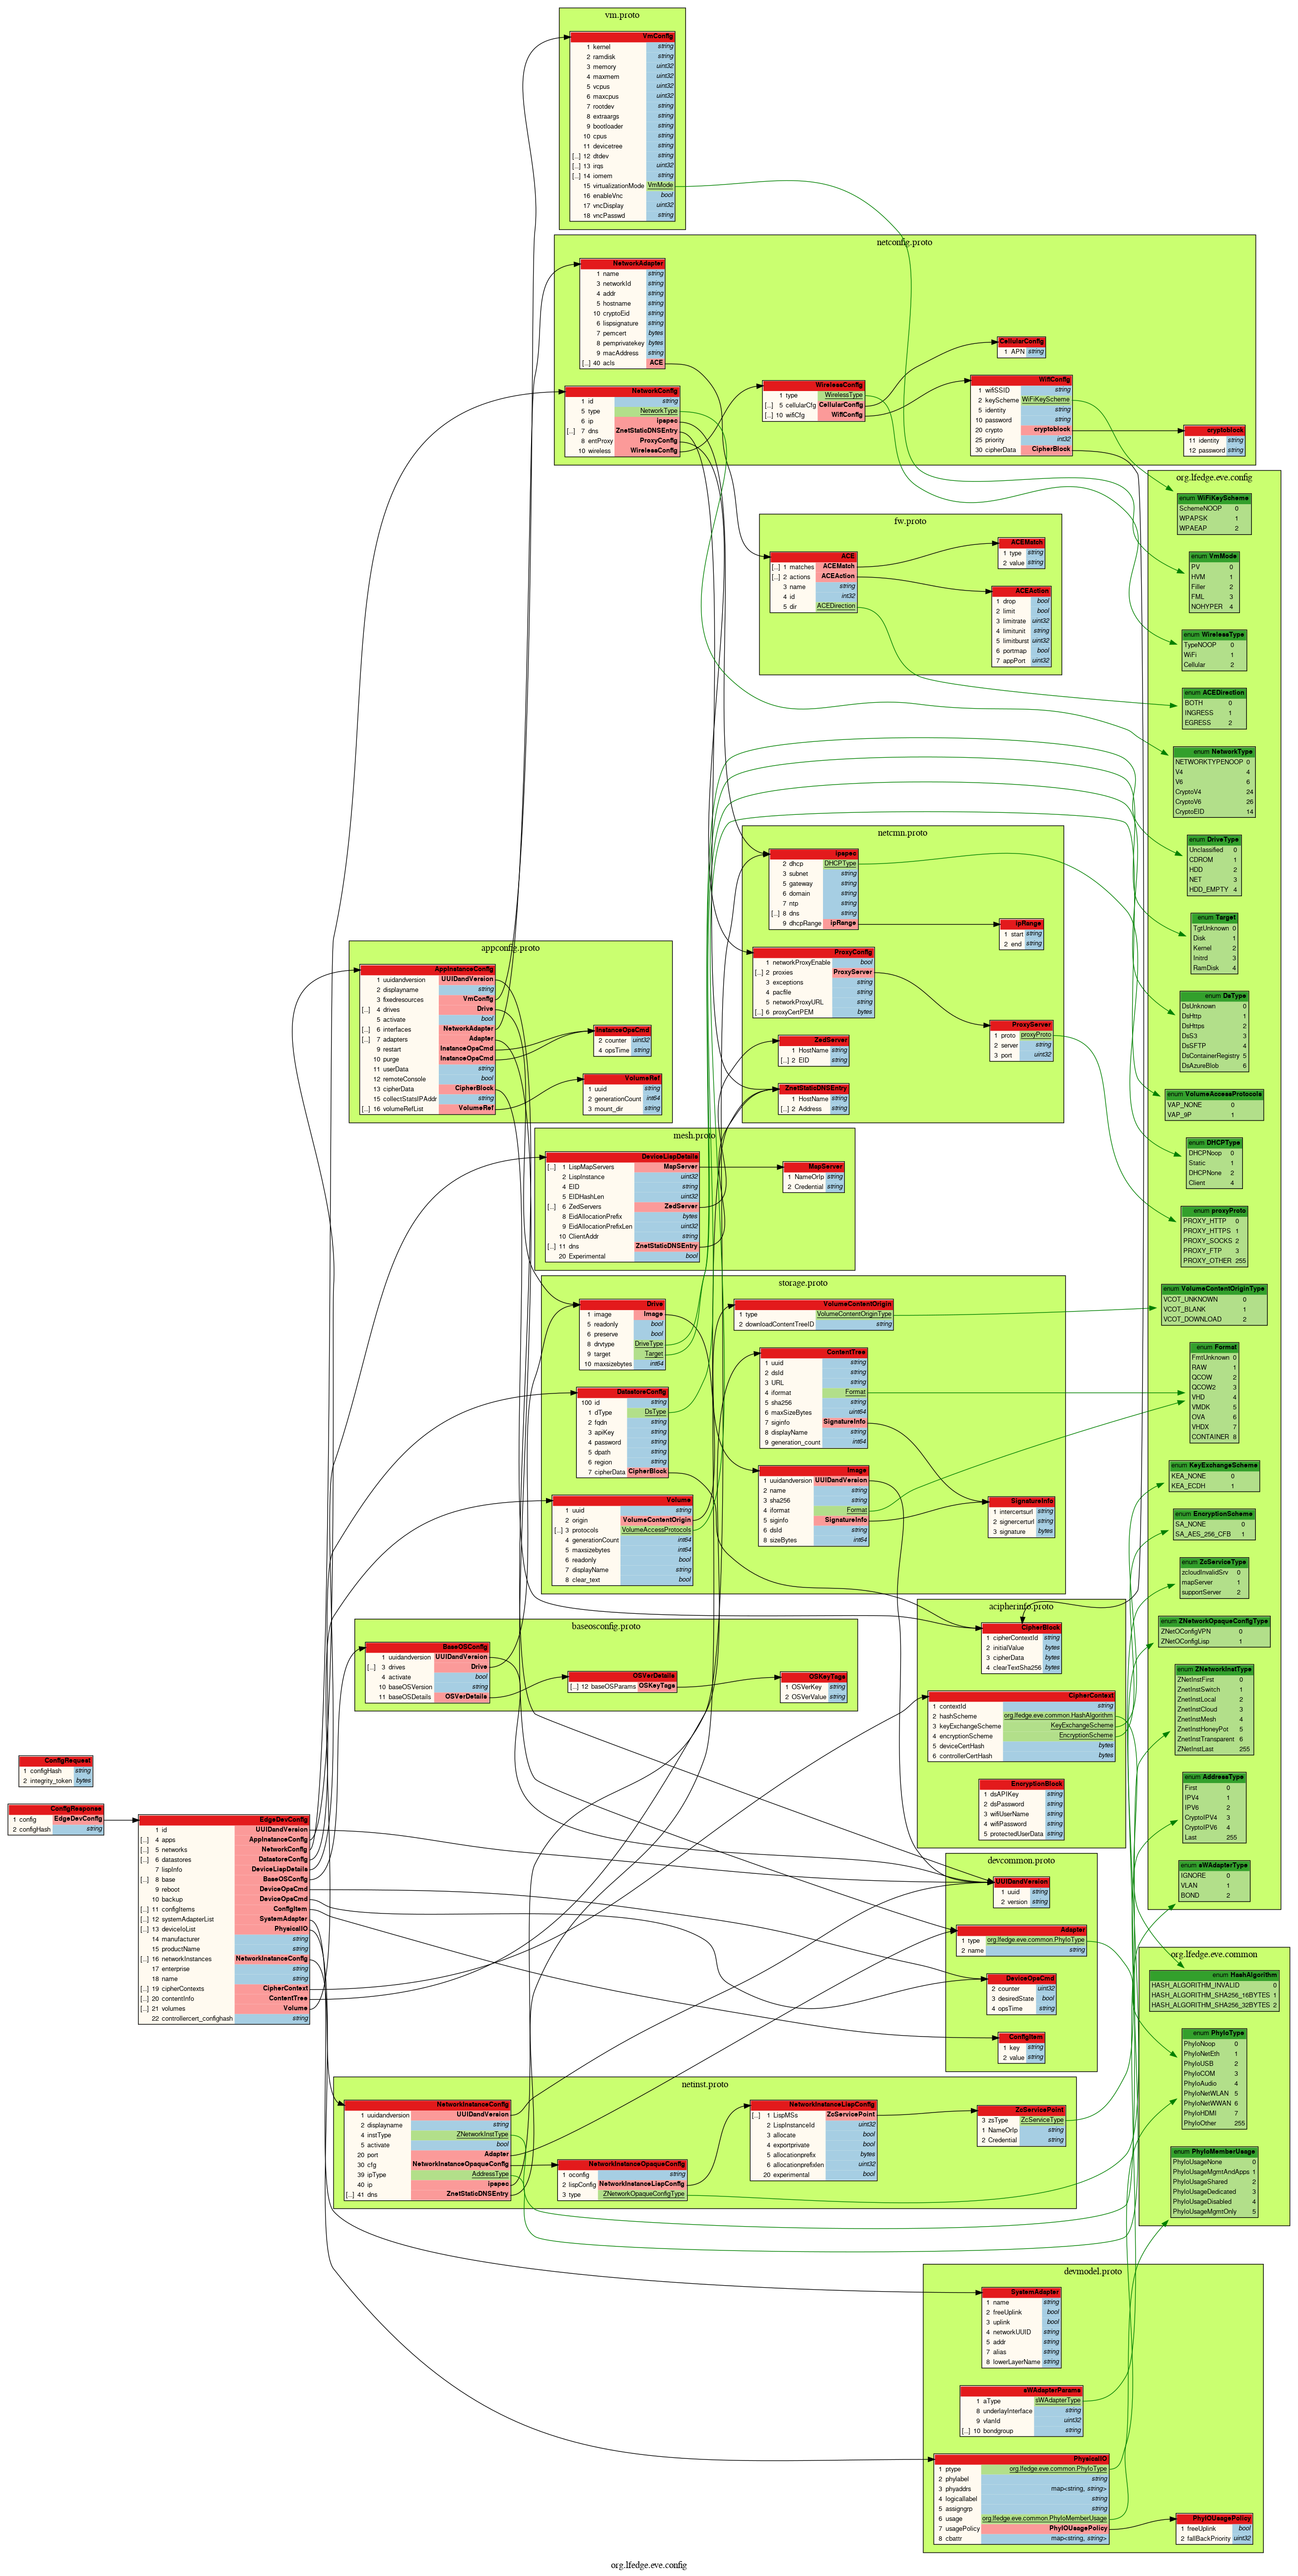 vm.proto
VmConfig
1 kernel string
2 ramdisk string
3 memory uint32
4 maxmem uint32
5 vcpus uint32
6 maxcpus uint32
7 rootdev string
8 extraargs string
9 bootloader string
10 cpus string
11 devicetree string
[...] 12 dtdev string
[...] 13 irqs uint32
[...] 14 iomem string
15 virtualizationMode VmMode
16 enableVnc bool
17 vncDisplay uint32
18 vncPasswd string
netconfig.proto
NetworkAdapter
1 name string
3 networkId string
4 addr string
5 hostname string
10 cryptoEid string
6 lispsignature string
7 pemcert bytes
8 pemprivatekey bytes
9 macAddress string
[...] 40 acls ACE
NetworkConfig
1 id string
5 type NetworkType
6 ip ipspec
[...] 7 dns ZnetStaticDNSEntry
8 entProxy ProxyConfig
10 wireless WirelessConfig
WirelessConfig
1 type WirelessType
[...] 5 cellularCfg CellularConfig
[...] 10 wifiCfg WifiConfig
CellularConfig
1 APN string
WifiConfig
1 wifiSSID string
2 keyScheme WiFiKeyScheme
5 identity string
10 password string
20 crypto cryptoblock
25 priority int32
30 cipherData CipherBlock
cryptoblock
11 identity string
12 password string
fw.proto
ACE
[...] 1 matches ACEMatch
[...] 2 actions ACEAction
3 name string
4 id int32
5 dir ACEDirection
ACEMatch
1 type string
2 value string
ACEAction
1 drop bool
2 limit bool
3 limitrate uint32
4 limitunit string
5 limitburst uint32
6 portmap bool
7 appPort uint32
netcmn.proto
ipspec
2 dhcp DHCPType
3 subnet string
5 gateway string
6 domain string
7 ntp string
[...] 8 dns string
9 dhcpRange ipRange
ipRange
1 start string
2 end string
ProxyConfig
1 networkProxyEnable bool
[...] 2 proxies ProxyServer
3 exceptions string
4 pacfile string
5 networkProxyURL string
[...] 6 proxyCertPEM bytes
ProxyServer
1 proto proxyProto
2 server string
3 port uint32
ZedServer
1 HostName string
[...] 2 EID string
ZnetStaticDNSEntry
1 HostName string
[...] 2 Address string
appconfig.proto
AppInstanceConfig
1 uuidandversion UUIDandVersion
2 displayname string
3 fixedresources VmConfig
[...] 4 drives Drive
5 activate bool
[...] 6 interfaces NetworkAdapter
[...] 7 adapters Adapter
9 restart InstanceOpsCmd
10 purge InstanceOpsCmd
11 userData string
12 remoteConsole bool
13 cipherData CipherBlock
15 collectStatsIPAddr string
[...] 16 volumeRefList VolumeRef
InstanceOpsCmd
2 counter uint32
4 opsTime string
VolumeRef
1 uuid string
2 generationCount int64
3 mount_dir string
mesh.proto
DeviceLispDetails
[...] 1 LispMapServers MapServer
2 LispInstance uint32
4 EID string
5 EIDHashLen uint32
[...] 6 ZedServers ZedServer
8 EidAllocationPrefix bytes
9 EidAllocationPrefixLen uint32
10 ClientAddr string
[...] 11 dns ZnetStaticDNSEntry
20 Experimental bool
MapServer
1 NameOrIp string
2 Credential string
storage.proto
Drive
1 image Image
5 readonly bool
6 preserve bool
8 drvtype DriveType
9 target Target
10 maxsizebytes int64
DatastoreConfig
100 id string
1 dType DsType
2 fqdn string
3 apiKey string
4 password string
5 dpath string
6 region string
7 cipherData CipherBlock
Volume
1 uuid string
2 origin VolumeContentOrigin
[...] 3 protocols VolumeAccessProtocols
4 generationCount int64
5 maxsizebytes int64
6 readonly bool
7 displayName string
8 clear_text bool
VolumeContentOrigin
1 type VolumeContentOriginType
2 downloadContentTreeID string
ContentTree
1 uuid string
2 dsId string
3 URL string
4 iformat Format
5 sha256 string
6 maxSizeBytes uint64
7 siginfo SignatureInfo
8 displayName string
9 generation_count int64
Image
1 uuidandversion UUIDandVersion
2 name string
3 sha256 string
4 iformat Format
5 siginfo SignatureInfo
6 dsId string
8 sizeBytes int64
SignatureInfo
1 intercertsurl string
2 signercerturl string
3 signature bytes
baseosconfig.proto
BaseOSConfig
1 uuidandversion UUIDandVersion
[...] 3 drives Drive
4 activate bool
10 baseOSVersion string
11 baseOSDetails OSVerDetails
OSVerDetails
[...] 12 baseOSParams OSKeyTags
OSKeyTags
1 OSVerKey string
2 OSVerValue string
acipherinfo.proto
CipherBlock
1 cipherContextId string
2 initialValue bytes
3 cipherData bytes
4 clearTextSha256 bytes
CipherContext
1 contextId string
2 hashScheme org.lfedge.eve.common.HashAlgorithm
3 keyExchangeScheme KeyExchangeScheme
4 encryptionScheme EncryptionScheme
5 deviceCertHash bytes
6 controllerCertHash bytes
EncryptionBlock
1 dsAPIKey string
2 dsPassword string
3 wifiUserName string
4 wifiPassword string
5 protectedUserData string
ConfigRequest
1 configHash string
2 integrity_token bytes
ConfigResponse
1 config EdgeDevConfig
2 configHash string
EdgeDevConfig
1 id UUIDandVersion
[...] 4 apps AppInstanceConfig
[...] 5 networks NetworkConfig
[...] 6 datastores DatastoreConfig
7 lispInfo DeviceLispDetails
[...] 8 base BaseOSConfig
9 reboot DeviceOpsCmd
10 backup DeviceOpsCmd
[...] 11 configItems ConfigItem
[...] 12 systemAdapterList SystemAdapter
[...] 13 deviceIoList PhysicalIO
14 manufacturer string
15 productName string
[...] 16 networkInstances NetworkInstanceConfig
17 enterprise string
18 name string
[...] 19 cipherContexts CipherContext
[...] 20 contentInfo ContentTree
[...] 21 volumes Volume
22 controllercert_confighash string
devcommon.proto
UUIDandVersion
1 uuid string
2 version string
Adapter
1 type org.lfedge.eve.common.PhyIoType
2 name string
DeviceOpsCmd
2 counter uint32
3 desiredState bool
4 opsTime string
ConfigItem
1 key string
2 value string
netinst.proto
NetworkInstanceConfig
1 uuidandversion UUIDandVersion
2 displayname string
4 instType ZNetworkInstType
5 activate bool
20 port Adapter
30 cfg NetworkInstanceOpaqueConfig
39 ipType AddressType
40 ip ipspec
[...] 41 dns ZnetStaticDNSEntry
NetworkInstanceOpaqueConfig
1 oconfig string
2 lispConfig NetworkInstanceLispConfig
3 type ZNetworkOpaqueConfigType
NetworkInstanceLispConfig
[...] 1 LispMSs ZcServicePoint
2 LispInstanceId uint32
3 allocate bool
4 exportprivate bool
5 allocationprefix bytes
6 allocationprefixlen uint32
20 experimental bool
ZcServicePoint
3 zsType ZcServiceType
1 NameOrIp string
2 Credential string
devmodel.proto
SystemAdapter
1 name string
2 freeUplink bool
3 uplink bool
4 networkUUID string
5 addr string
7 alias string
8 lowerLayerName string
sWAdapterParams
1 aType sWAdapterType
8 underlayInterface string
9 vlanId uint32
[...] 10 bondgroup string
PhysicalIO
1 ptype org.lfedge.eve.common.PhyIoType
2 phylabel string
3 phyaddrs map<string, string>
4 logicallabel string
5 assigngrp string
6 usage org.lfedge.eve.common.PhyIoMemberUsage
7 usagePolicy PhyIOUsagePolicy
8 cbattr map<string, string>
PhyIOUsagePolicy
1 freeUplink bool
2 fallBackPriority uint32
org.lfedge.eve.config
enum WiFiKeyScheme
SchemeNOOP 0
WPAPSK 1
WPAEAP 2
enum VmMode
PV 0
HVM 1
Filler 2
FML 3
NOHYPER 4
enum WirelessType
TypeNOOP 0
WiFi 1
Cellular 2
enum ACEDirection
BOTH 0
INGRESS 1
EGRESS 2
enum NetworkType
NETWORKTYPENOOP 0
V4 4
V6 6
CryptoV4 24
CryptoV6 26
CryptoEID 14
enum DriveType
Unclassified 0
CDROM 1
HDD 2
NET 3
HDD_EMPTY 4
enum Target
TgtUnknown 0
Disk 1
Kernel 2
Initrd 3
RamDisk 4
enum DsType
DsUnknown 0
DsHttp 1
DsHttps 2
DsS3 3
DsSFTP 4
DsContainerRegistry 5
DsAzureBlob 6
enum VolumeAccessProtocols
VAP_NONE 0
VAP_9P 1
enum DHCPType
DHCPNoop 0
Static 1
DHCPNone 2
Client 4
enum proxyProto
PROXY_HTTP 0
PROXY_HTTPS 1
PROXY_SOCKS 2
PROXY_FTP 3
PROXY_OTHER 255
enum VolumeContentOriginType
VCOT_UNKNOWN 0
VCOT_BLANK 1
VCOT_DOWNLOAD 2
enum Format
FmtUnknown 0
RAW 1
QCOW 2
QCOW2 3
VHD 4
VMDK 5
OVA 6
VHDX 7
CONTAINER 8
enum KeyExchangeScheme
KEA_NONE 0
KEA_ECDH 1
enum EncryptionScheme
SA_NONE 0
SA_AES_256_CFB 1
enum ZcServiceType
zcloudInvalidSrv 0
mapServer 1
supportServer 2
enum ZNetworkOpaqueConfigType
ZNetOConfigVPN 0
ZNetOConfigLisp 1
enum ZNetworkInstType
ZNetInstFirst 0
ZnetInstSwitch 1
ZnetInstLocal 2
ZnetInstCloud 3
ZnetInstMesh 4
ZnetInstHoneyPot 5
ZnetInstTransparent 6
ZNetInstLast 255
enum AddressType
First 0
IPV4 1
IPV6 2
CryptoIPV4 3
CryptoIPV6 4
Last 255
enum sWAdapterType
IGNORE 0
VLAN 1
BOND 2
org.lfedge.eve.common
enum HashAlgorithm
HASH_ALGORITHM_INVALID 0
HASH_ALGORITHM_SHA256_16BYTES 1
HASH_ALGORITHM_SHA256_32BYTES 2
enum PhyIoType
PhyIoNoop 0
PhyIoNetEth 1
PhyIoUSB 2
PhyIoCOM 3
PhyIoAudio 4
PhyIoNetWLAN 5
PhyIoNetWWAN 6
PhyIoHDMI 7
PhyIoOther 255
enum PhyIoMemberUsage
PhyIoUsageNone 0
PhyIoUsageMgmtAndApps 1
PhyIoUsageShared 2
PhyIoUsageDedicated 3
PhyIoUsageDisabled 4
PhyIoUsageMgmtOnly 5
org.lfedge.eve.config